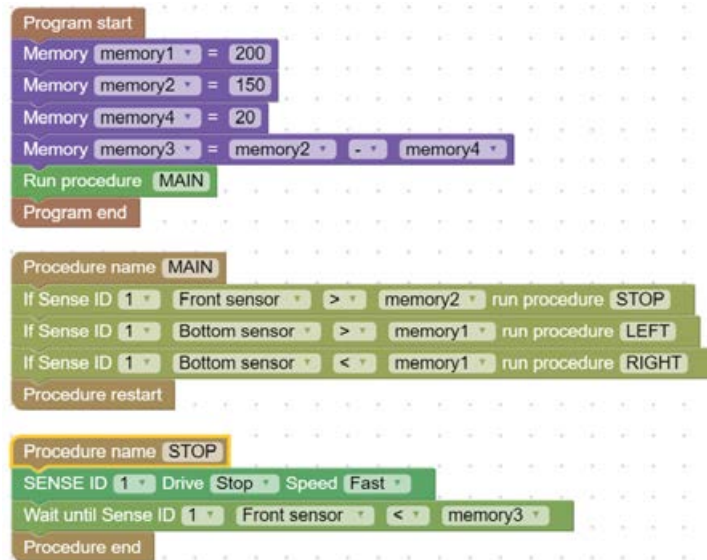 Program start
Memory memory1 = 200
Memory memory2 = 150
Memory memory4 = 20
Memory memory3 = memory2 - memory4
Run procedure MAIN
Program end
Procedure name MAIN
If Sense ID 1 Front sensor > memory2 run procedure STOP
If Sense ID 1 Bottom sensor > memory1 run procedure LEFT
If Sense ID 1 Bottom sensor < memory1 run procedure RIGHT
Procedure restart
Procedure name STOP
SENSE ID 1 Drive Stop Speed Fast
Wait until Sense ID 1 Front sensor < memory3
Procedure end